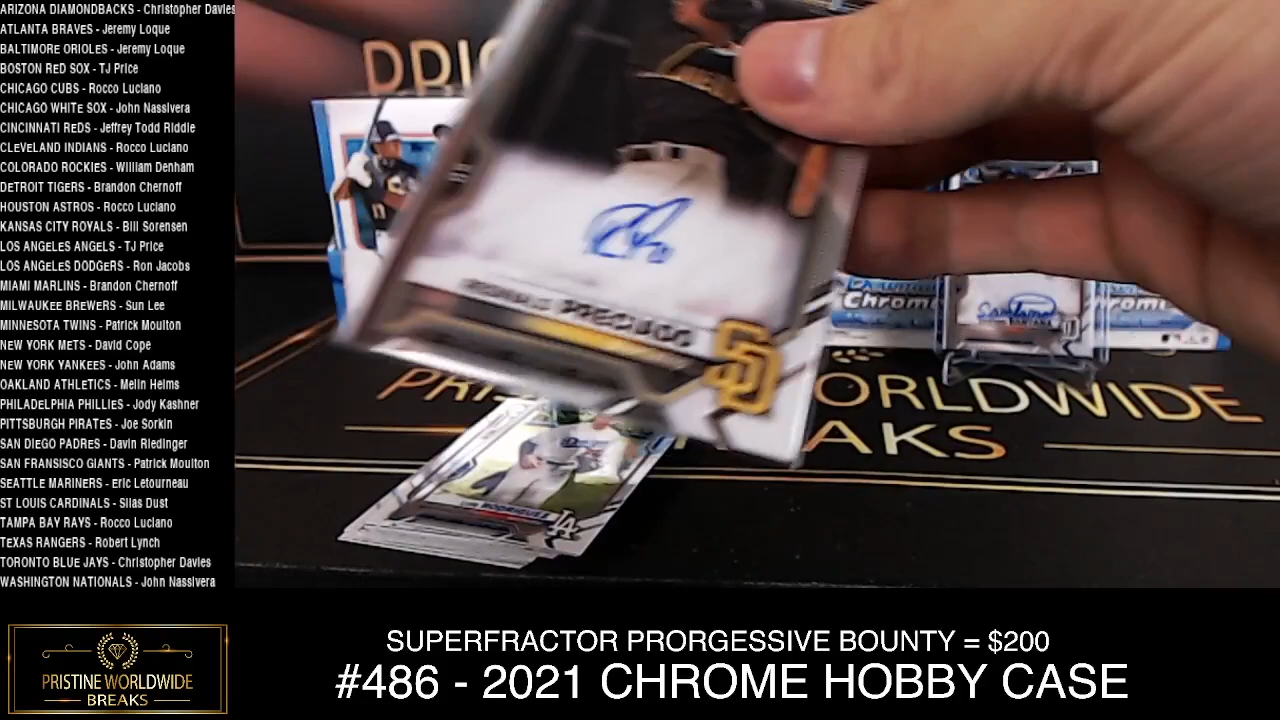 ARIZONA DIAMONDBACKS - Christopher Davies
ATLANTA BRAVES - Jeremy Loque
BALTIMORE ORIOLES - Jeremy Loque
BOSTON RED SOX - TJ Price
CHICAGO CUBS - Rocco Luciano
CHICAGO WHITE SOX - John Nassivera
CINCINNATI REDS - Jeffrey Todd Riddle
CLEVELAND INDIANS - Rocco Luciano
COLORADO ROCKIES - William Denham
DETROIT TIGERS - Brandon Chernoff
HOUSTON ASTROS - Rocco Luciano
KANSAS CITY ROYALS - Bill Sorensen
LOS ANGELES ANGELS - TJ Price
LOS ANGELES DODGERS - Ron Jacobs
MIAMI MARLINS - Brandon Chernoff
MILWAUKEE BREWERS - Sun Lee
MINNESOTA TWINS - Patrick Moulton
NEW YORK METS - David Cope
NEW YORK YANKEES - John Adams
OAKLAND ATHLETICS - Melin Helms
PHILADELPHIA PHILLIES - Jody Kashner
PITTSBURGH PIRATES - Joe Sorkin
SAN DIEGO PADRES - Davin Riedinger
SAN FRANSISCO GIANTS - Patrick Moulton
SEATTLE MARINERS - Eric Letourneau
ST LOUIS CARDINALS - Silas Dust
TAMPA BAY RAYS - Rocco Luciano
TEXAS RANGERS - Robert Lynch
TORONTO BLUE JAYS - Christopher Davies
WASHINGTON NATIONALS - John Nassivera
PRIS
SD
RODRIGUEZ
LA
Chrome
PRIS ORLDWIDE
AKS
PRISTINE WORLDWIDE
BREAKS
SUPERFRACTOR PRORGESSIVE BOUNTY = $200
#486 - 2021 CHROME HOBBY CASE